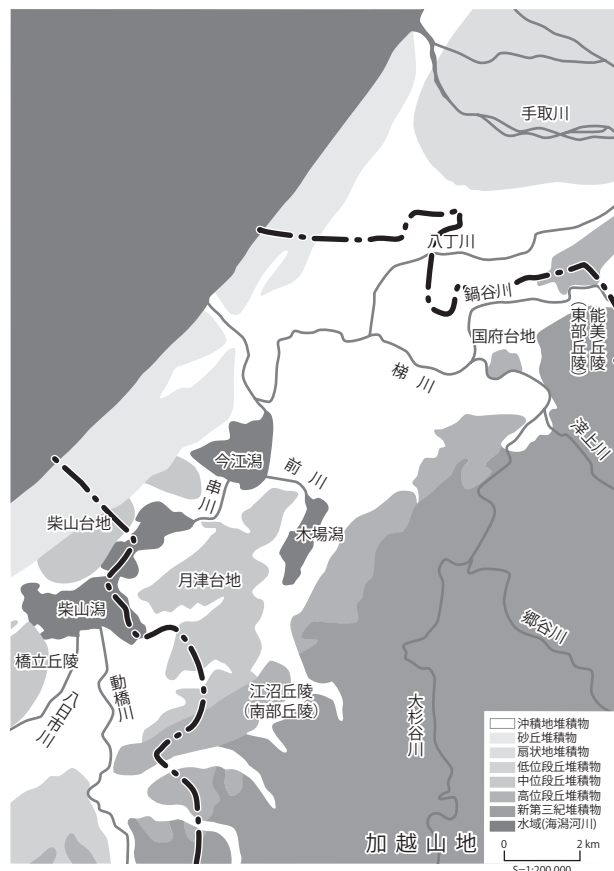 手取川
八丁川
鍋谷川
国府台地
能美丘陵
（東部丘陵）
梯川
滓上川
今江潟
前川
串川
柴山台地
木場潟
月津台地
柴山潟
郷谷川
橋立丘陵
動橋川
八日市川
江沼丘陵
（南部丘陵）
大杉谷川
加越山地
沖積地堆積物
砂丘堆積物
扇状地堆積物
低位段丘堆積物
中位段丘堆積物
高位段丘堆積物
新第三紀堆積物
水域(海潟河川)
0 2 km
S=1:200,000